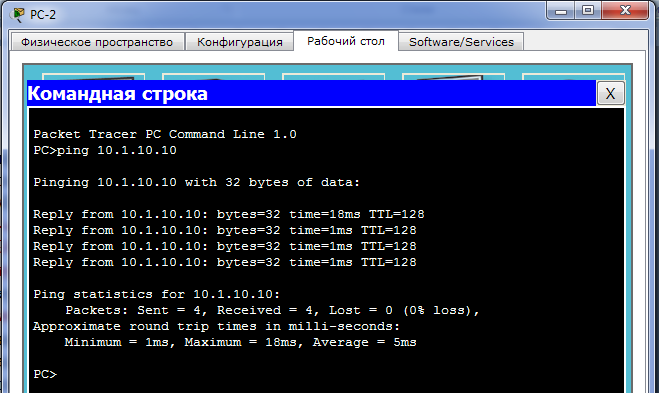 PC-2
Физическое пространство
Конфигурация
Рабочий стол
Software/Services
Командная строка
X
Packet Tracer PC Command Line 1.0
PC>ping 10.1.10.10
Pinging 10.1.10.10 with 32 bytes of data:
Reply from 10.1.10.10: bytes=32 time=18ms TTL=128
Reply from 10.1.10.10: bytes=32 time=1ms TTL=128
Reply from 10.1.10.10: bytes=32 time=1ms TTL=128
Reply from 10.1.10.10: bytes=32 time=1ms TTL=128
Ping statistics for 10.1.10.10:
Packets: Sent = 4, Received = 4, Lost = 0 (0% loss),
Approximate round trip times in milli-seconds:
Minimum = 1ms, Maximum = 18ms, Average = 5ms
PC>